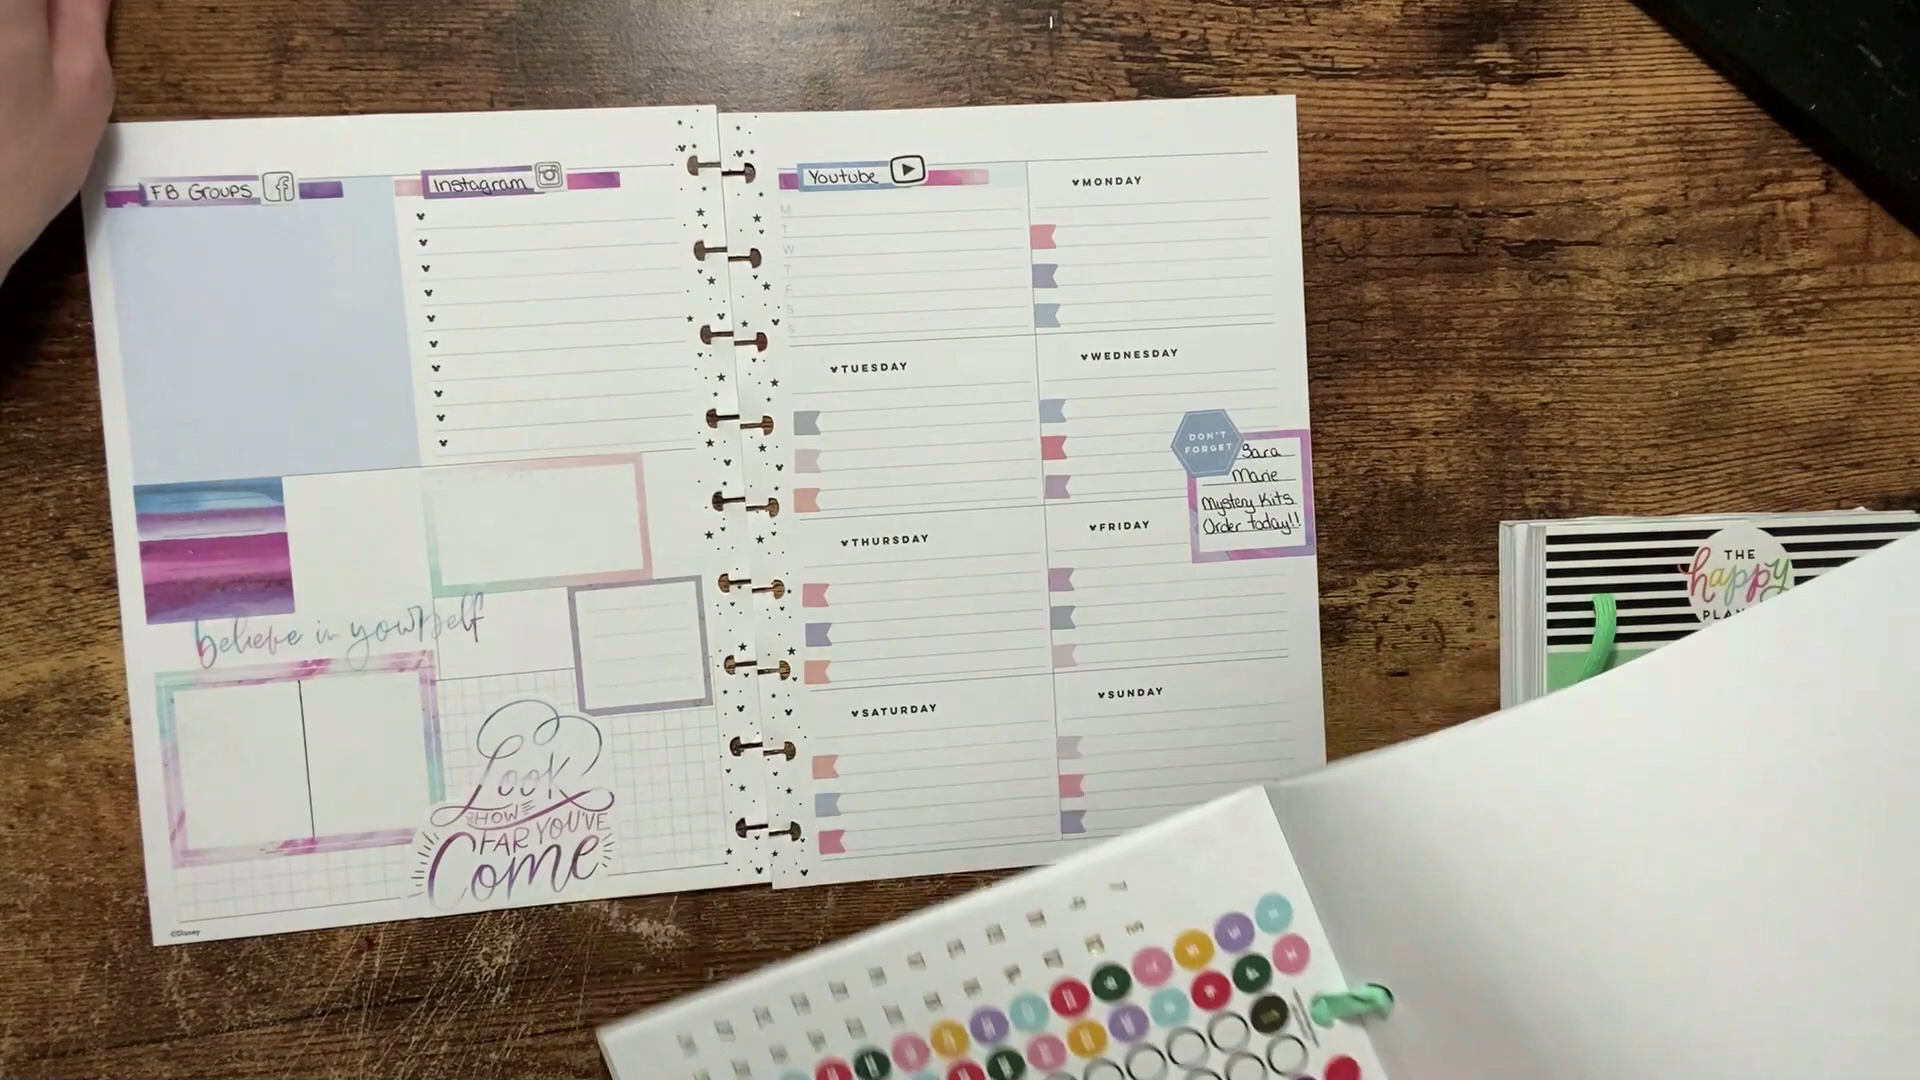 FB Groups
Instagram
believe in yourself
Look
HOW
FAR YOU'VE
Come
©Disney
Youtube
M
T
W
T
F
S
S
MONDAY
TUESDAY
WEDNESDAY
THURSDAY
FRIDAY
SATURDAY
SUNDAY
DON'T
FORGET
Sara
Marie
Mystery Kits
Order today!!
THE
happy